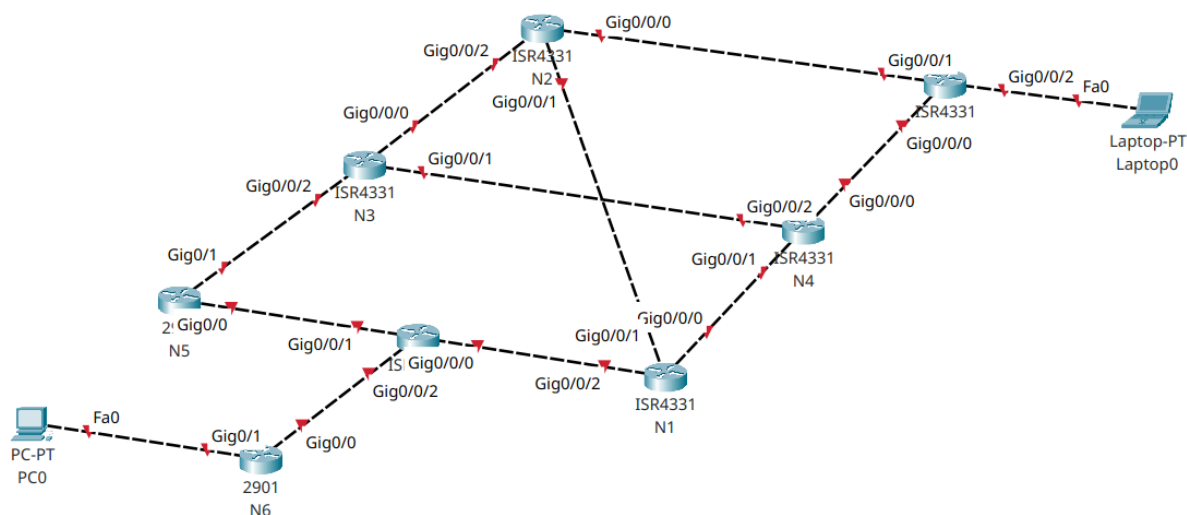 Gig0/0/0
ISR4331
N2
Gig0/0/2
Gig0/0/1
Gig0/0/1
Gig0/0/2
Fa0
ISR4331
Gig0/0/0
Laptop-PT
Laptop0
Gig0/0/0
Gig0/0/1
ISR4331
N3
Gig0/0/2
Gig0/0/0
Gig0/0/2
ISR4331
N4
Gig0/0/1
Gig0/1
Gig0/0
N5
Gig0/0/1
Gig0/0/0
Gig0/0/2
Gig0/0/0
Gig0/0/1
Gig0/0/2
ISR4331
N1
Fa0
PC-PT
PC0
Gig0/1
Gig0/0
2901
N6